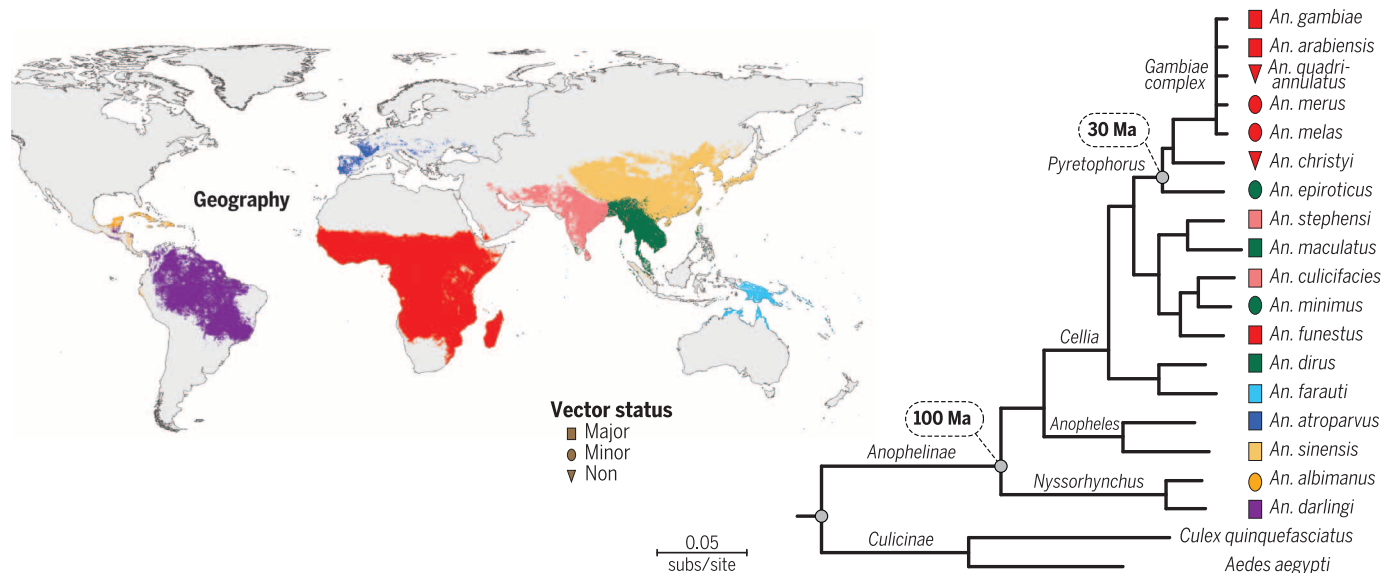 Geography
Vector status
Major
Minor
Non
0.05
subs/site
Gambiae
complex
30 Ma
Pyretophorus
Cellia
100 Ma
Anopheles
Anophelinae
Nyssorhynchus
Culicinae
An. gambiae
An. arabiensis
An. quadri-
annulatus
An. merus
An. melas
An. christyi
An. epiroticus
An. stephensi
An. maculatus
An. culicifacies
An. minimus
An. funestus
An. dirus
An. farauti
An. atroparvus
An. sinensis
An. albimanus
An. darlingi
Culex quinquefasciatus
Aedes aegypti